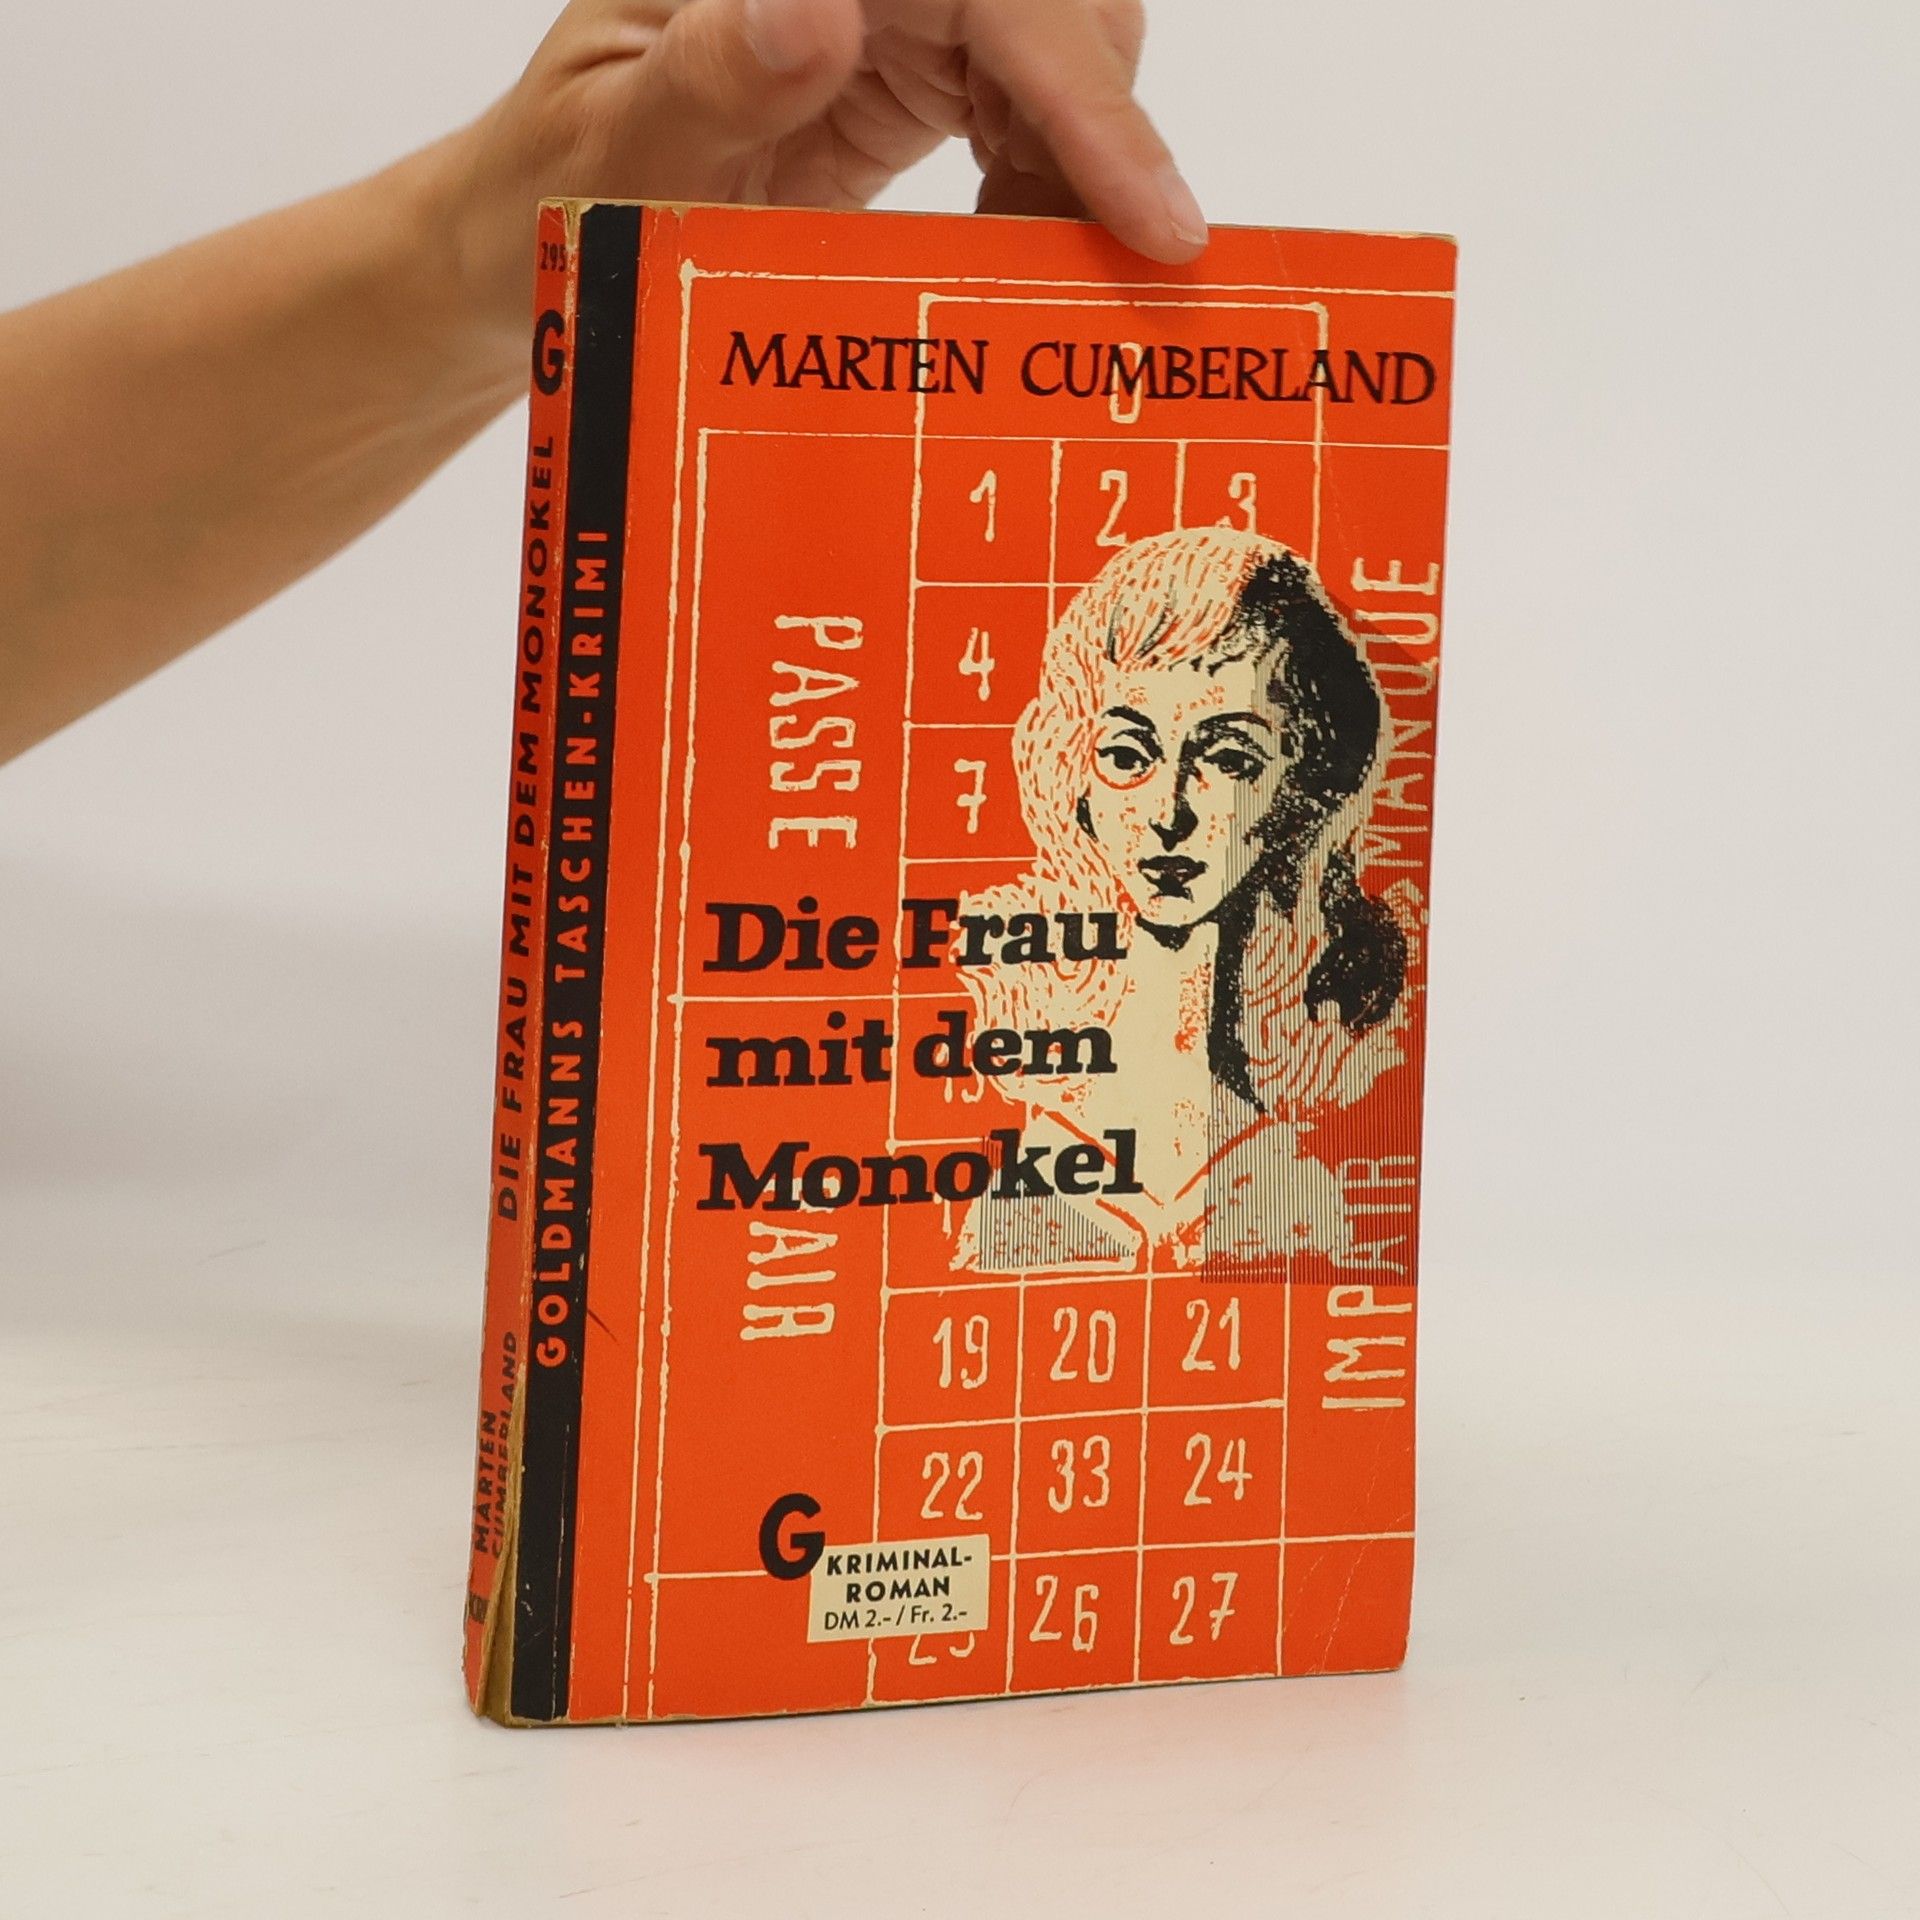 295
G
DIE FRAU MIT DEM MONOKEL
MARTEN
CUMBERLAND
GOLDMANNS TASCHEN-KRIMI
MARTEN CUMBERLAND
0
1 2 3
4
7
PASSE
MANQUE
Die Frau
mit dem
Monokel
IMPAIR
19 20 21
22 33 24
G
KRIMINAL-
ROMAN
DM 2.-/ Fr. 2.-
26 27